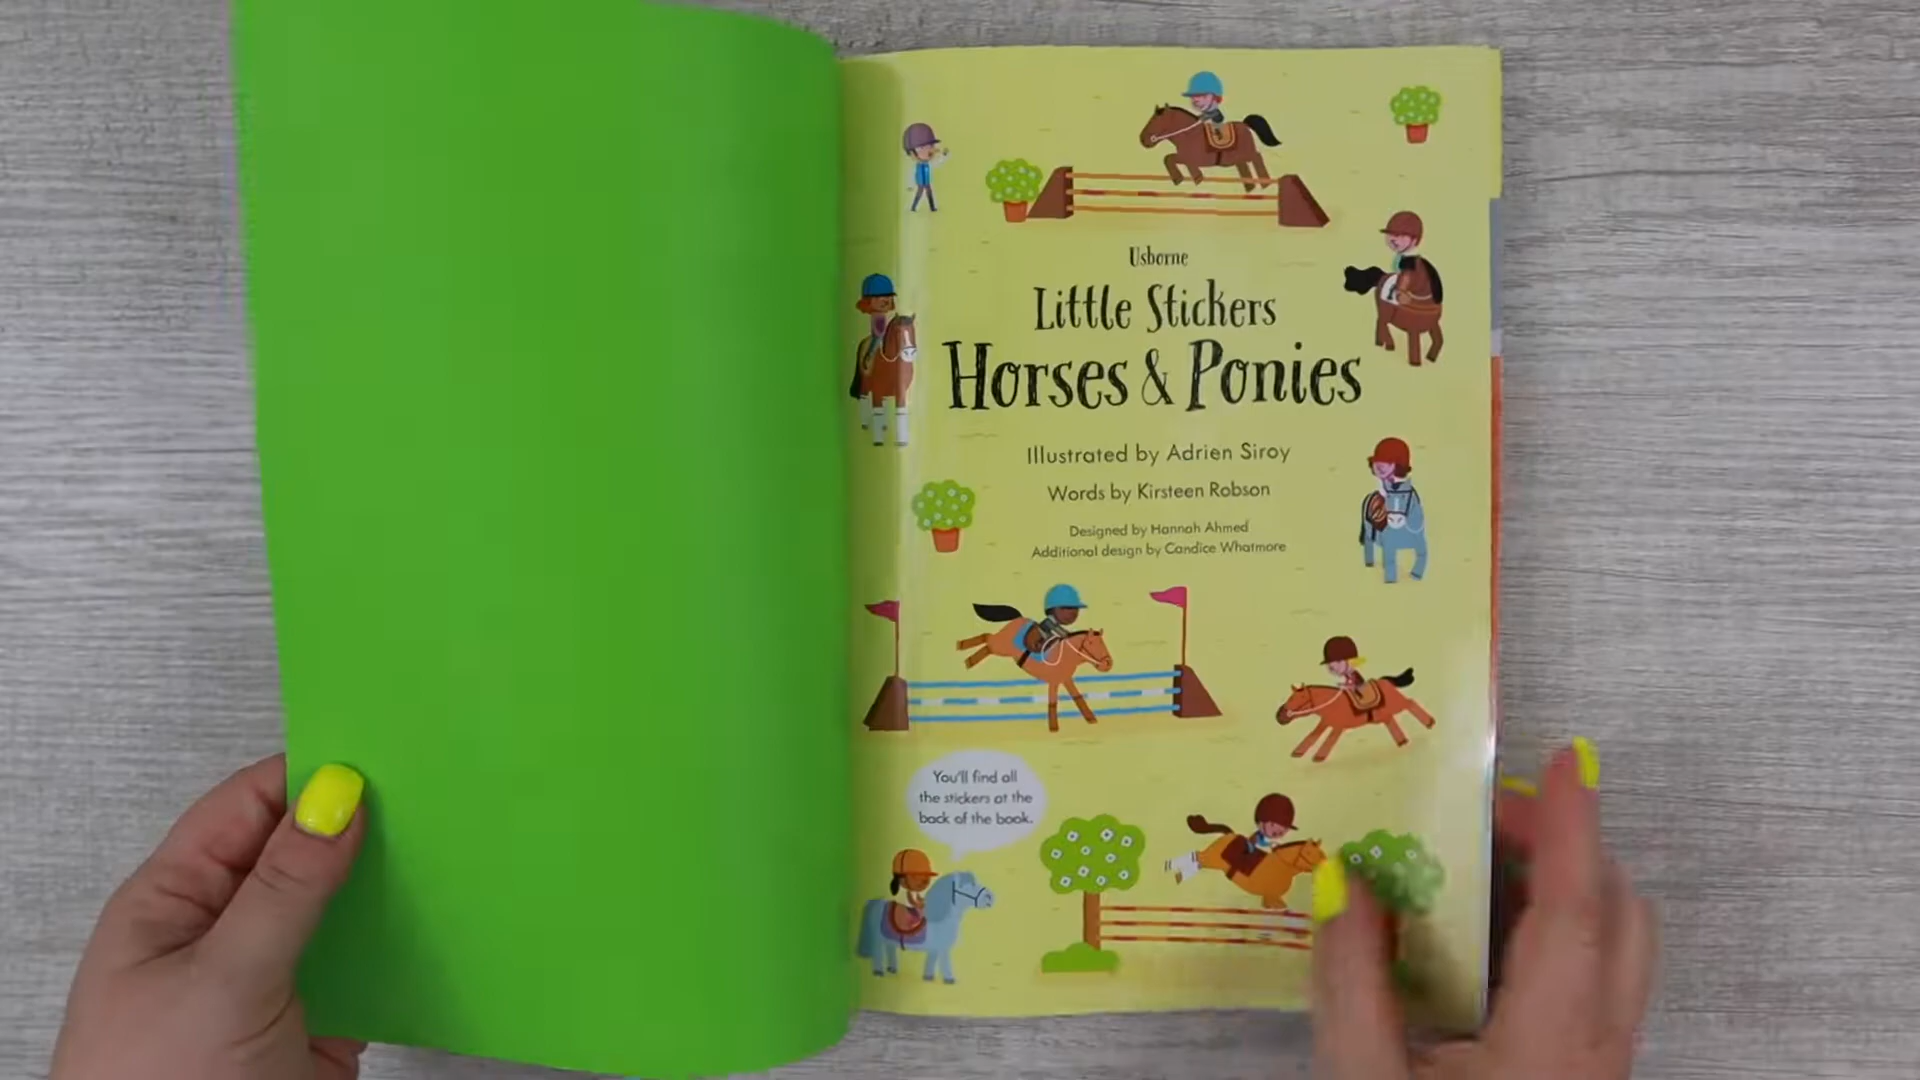 Usborne
Little Stickers
Horses & Ponies
Illustrated by Adrien Siroy
Words by Kirsteen Robson
Designed by Hannah Ahmed
Additional design by Candice Whatmore
You'll find all
the stickers at the
back of the book.